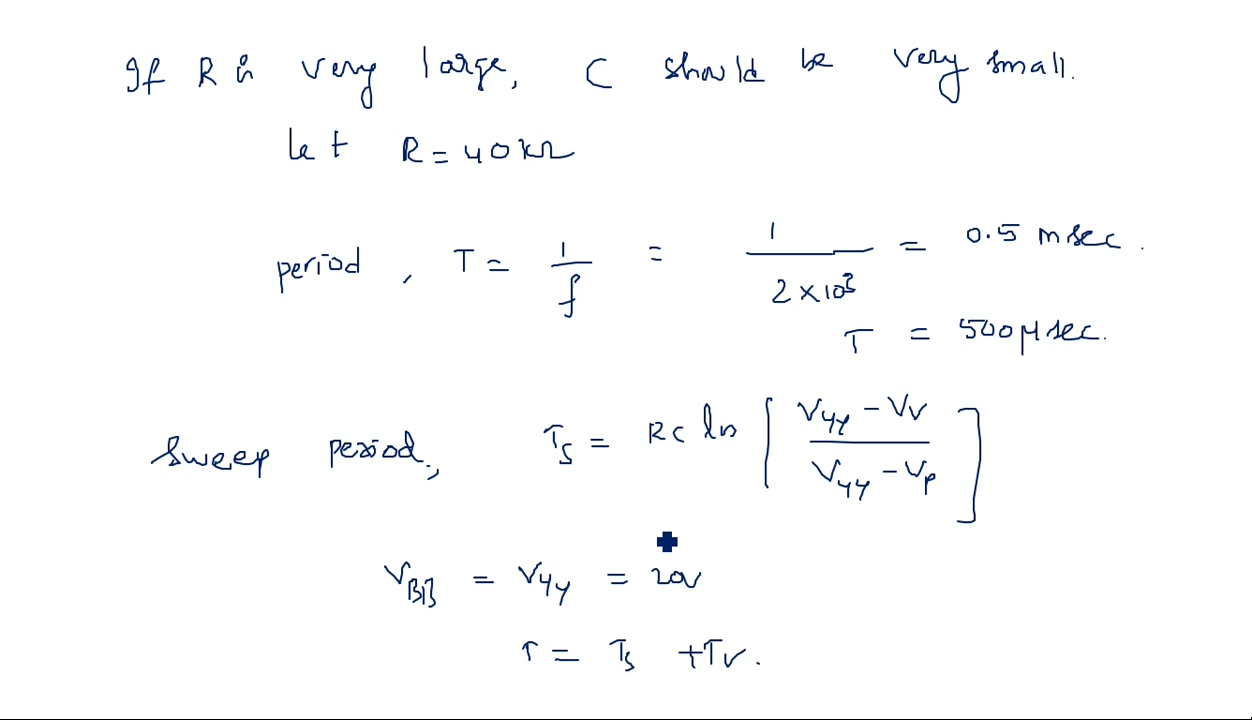 If R is very large, C should be very small.
let R = 40kΩ
period, T = 1/f = 1/(2×10³) = 0.5 msec.
T = 500μsec.
Sweep period, Ts = RC ln [ (Vyy - Vv) / (Vyy - Vp) ]
VBB = Vyy = 20V
T = Ts + Tr.